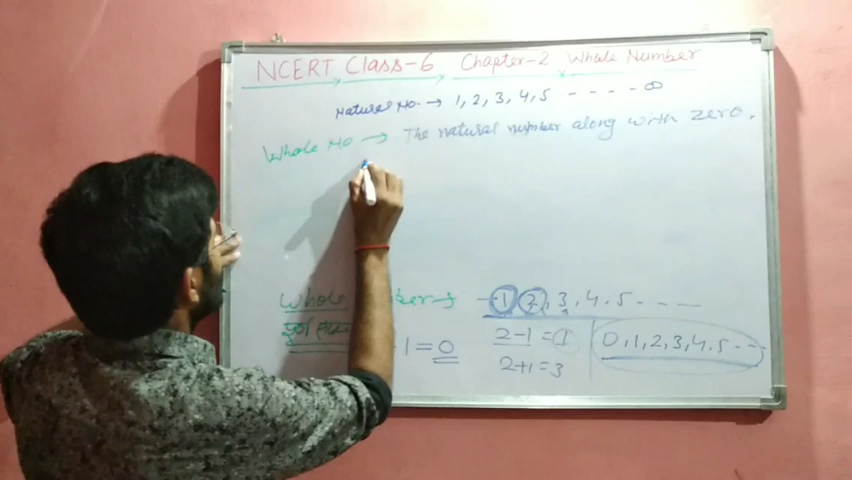 NCERT Class-6 Chapter-2 Whole Number
Natural No. → 1, 2, 3, 4, 5 - - - - ∞
Whole No → The natural number along with zero.
Whole → 1 2, 3, 4, 5 - - - -
पूर्ण 1 = 0 2-1 = 1 0, 1, 2, 3, 4, 5 - - -
2+1 = 3